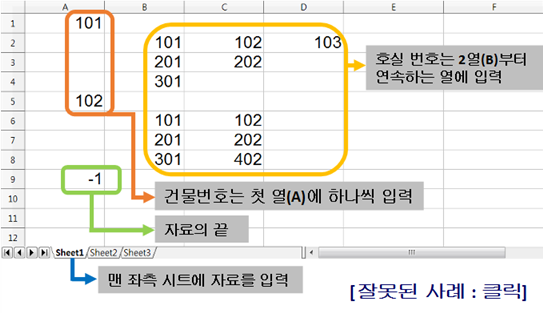 A B C D E F
1 101
2 101 102 103
3 201 202
4 301
5 102
6 101 102
7 201 202
8 301 402
9 -1
10
11
12
호실 번호는 2열(B)부터
연속하는 열에 입력
건물번호는 첫 열(A)에 하나씩 입력
자료의 끝
Sheet1 Sheet2 Sheet3
맨 좌측 시트에 자료를 입력
[잘못된 사례 : 클릭]